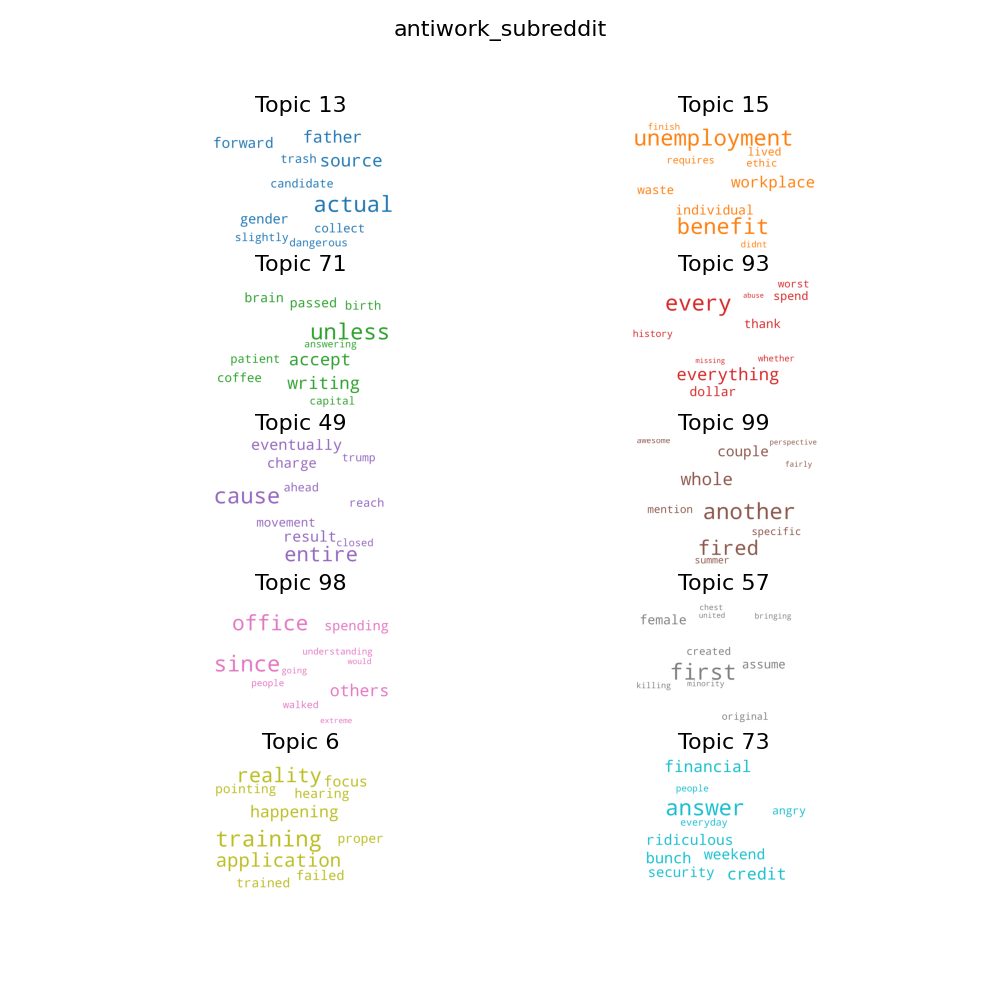 antiwork_subreddit
Topic 13
forward
father
trash
source
candidate
actual
gender
collect
slightly
dangerous
Topic 15
finish
unemployment
lived
requires
ethic
workplace
waste
individual
benefit
didnt
Topic 71
brain
passed
birth
unless
answering
patient
accept
coffee
writing
capital
Topic 93
worst
abuse
spend
every
thank
history
missing
whether
everything
dollar
Topic 49
eventually
charge
trump
ahead
cause
reach
movement
result
closed
entire
Topic 99
awesome
perspective
couple
fairly
whole
mention
another
specific
fired
summer
Topic 98
office
spending
understanding
since
would
going
people
others
walked
extreme
Topic 57
chest
female
united
bringing
created
first
assume
killing
minority
original
Topic 6
reality
focus
pointing
hearing
happening
training
proper
application
failed
trained
Topic 73
financial
people
answer
angry
everyday
ridiculous
bunch
weekend
security
credit